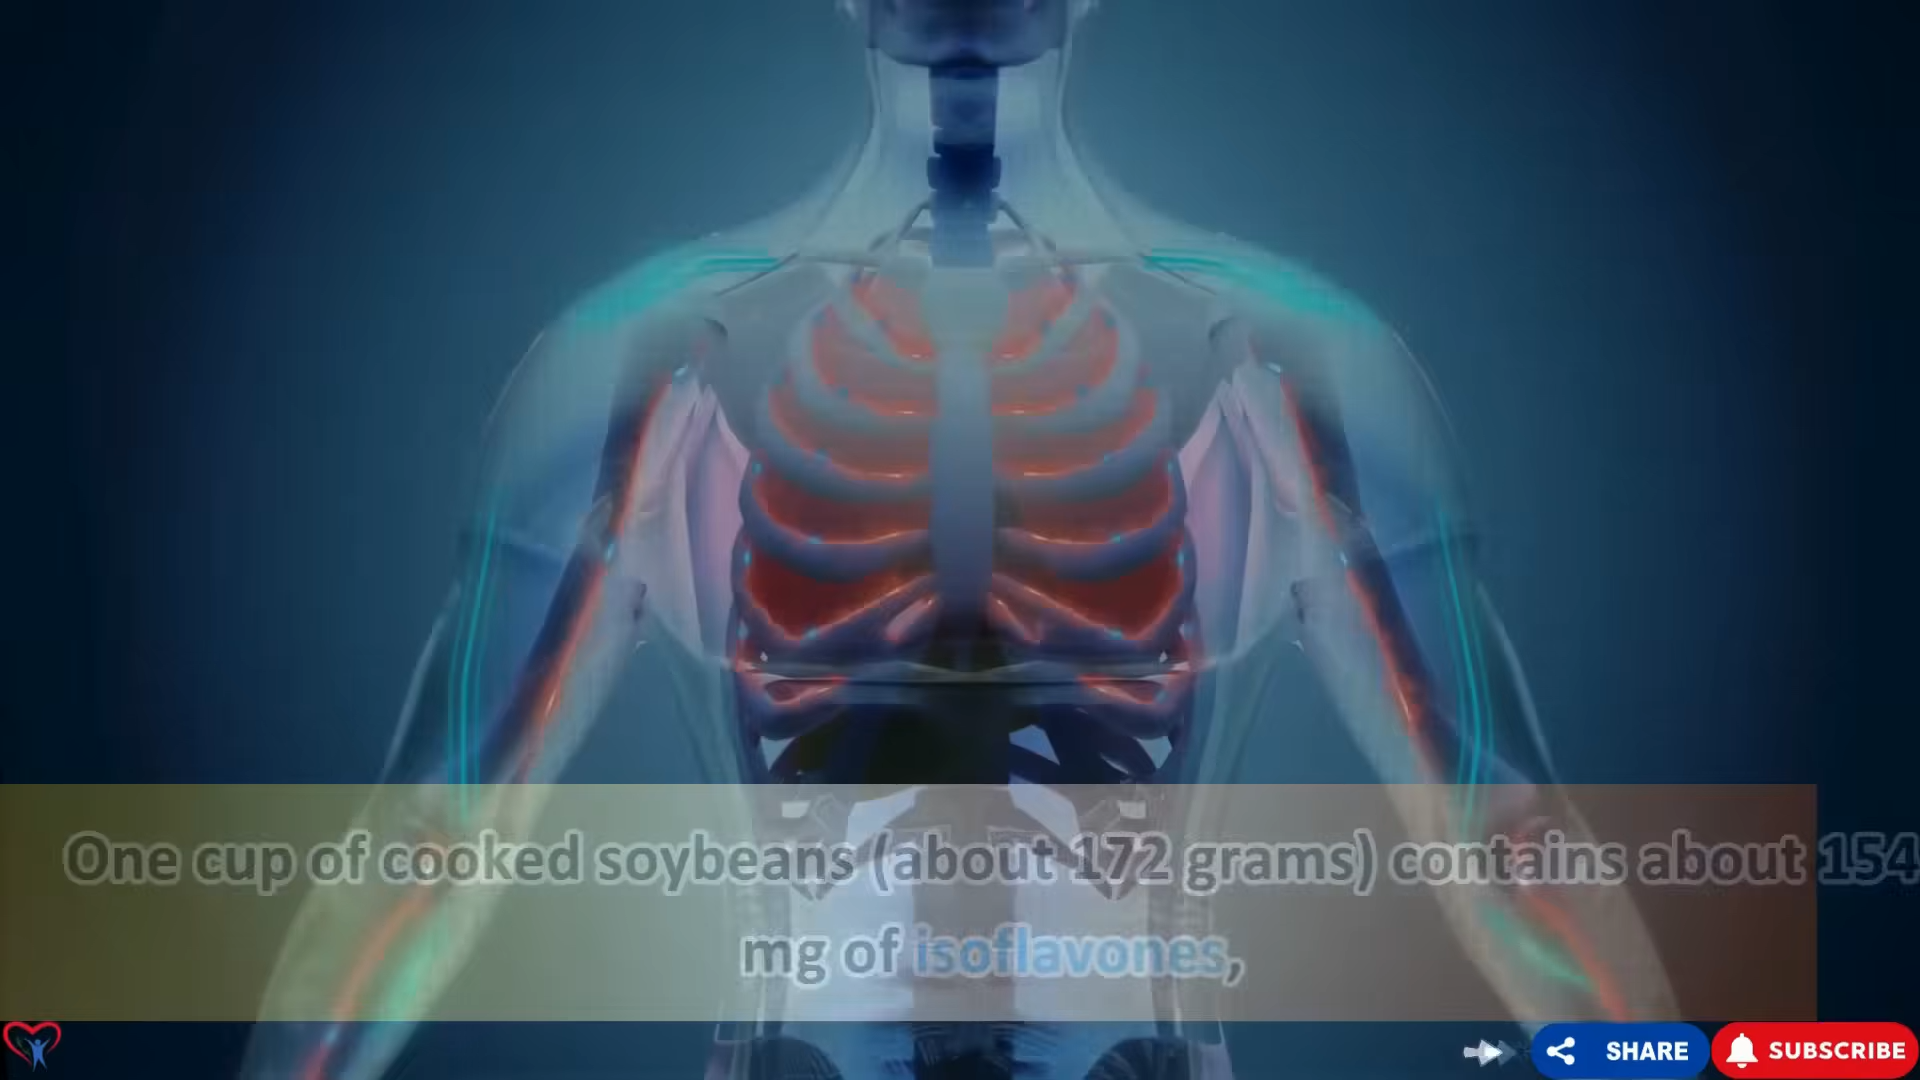 One cup of cooked soybeans (about 172 grams) contains about 154
mg of isoflavones,
SHARE
SUBSCRIBE